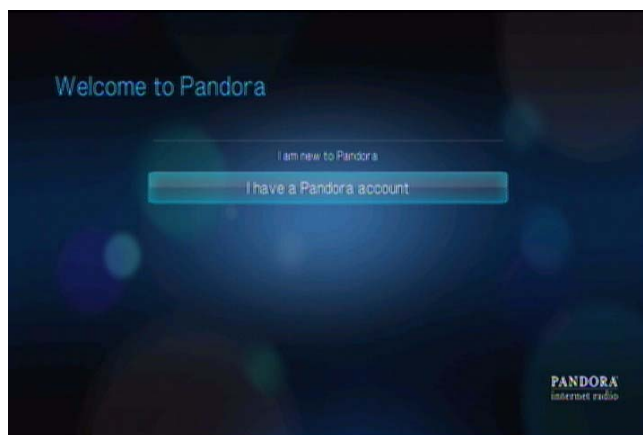 Welcome to Pandora
I am new to Pandora
I have a Pandora account
PANDORA
internet radio